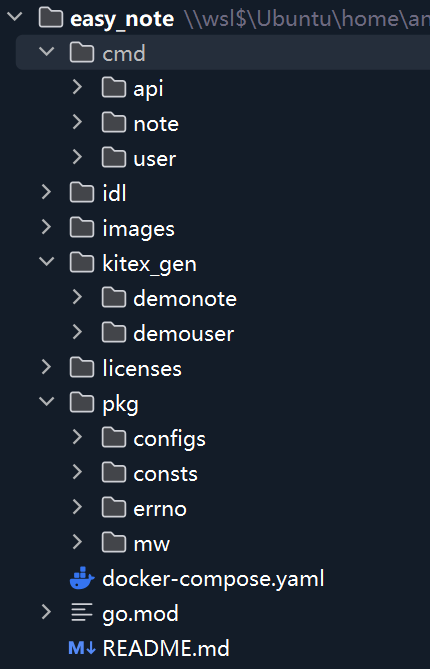 easy_note \\wsl$\Ubuntu\home\an
cmd
api
note
user
idl
images
kitex_gen
demonote
demouser
licenses
pkg
configs
consts
errno
mw
docker-compose.yaml
go.mod
M↓ README.md